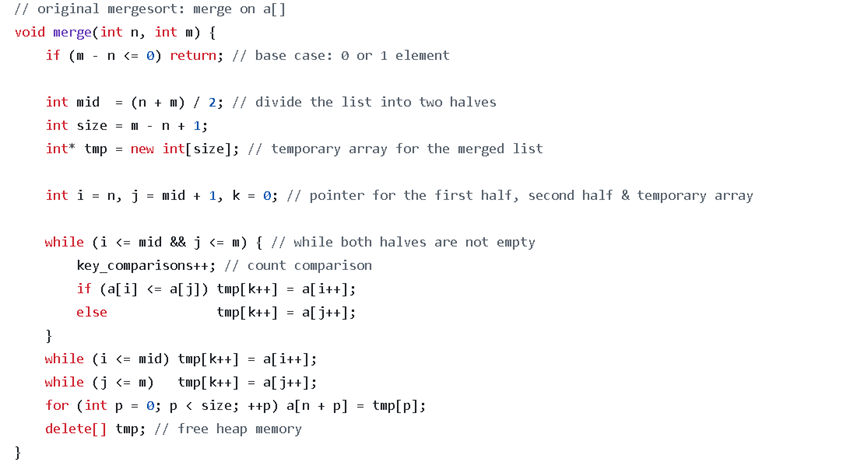 // original mergesort: merge on a[]
void merge(int n, int m) {
    if (m - n <= 0) return; // base case: 0 or 1 element

    int mid  = (n + m) / 2; // divide the list into two halves
    int size = m - n + 1;
    int* tmp = new int[size]; // temporary array for the merged list

    int i = n, j = mid + 1, k = 0; // pointer for the first half, second half & temporary array

    while (i <= mid && j <= m) { // while both halves are not empty
        key_comparisons++; // count comparison
        if (a[i] <= a[j]) tmp[k++] = a[i++];
        else              tmp[k++] = a[j++];
    }
    while (i <= mid) tmp[k++] = a[i++];
    while (j <= m)   tmp[k++] = a[j++];
    for (int p = 0; p < size; ++p) a[n + p] = tmp[p];
    delete[] tmp; // free heap memory
}